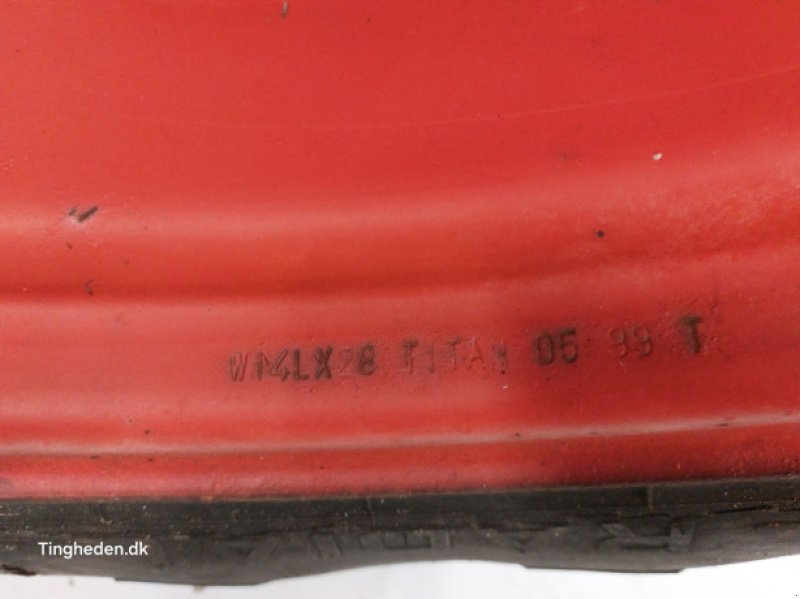 W14LX28 TITAN 05 99 T
Tingheden.dk